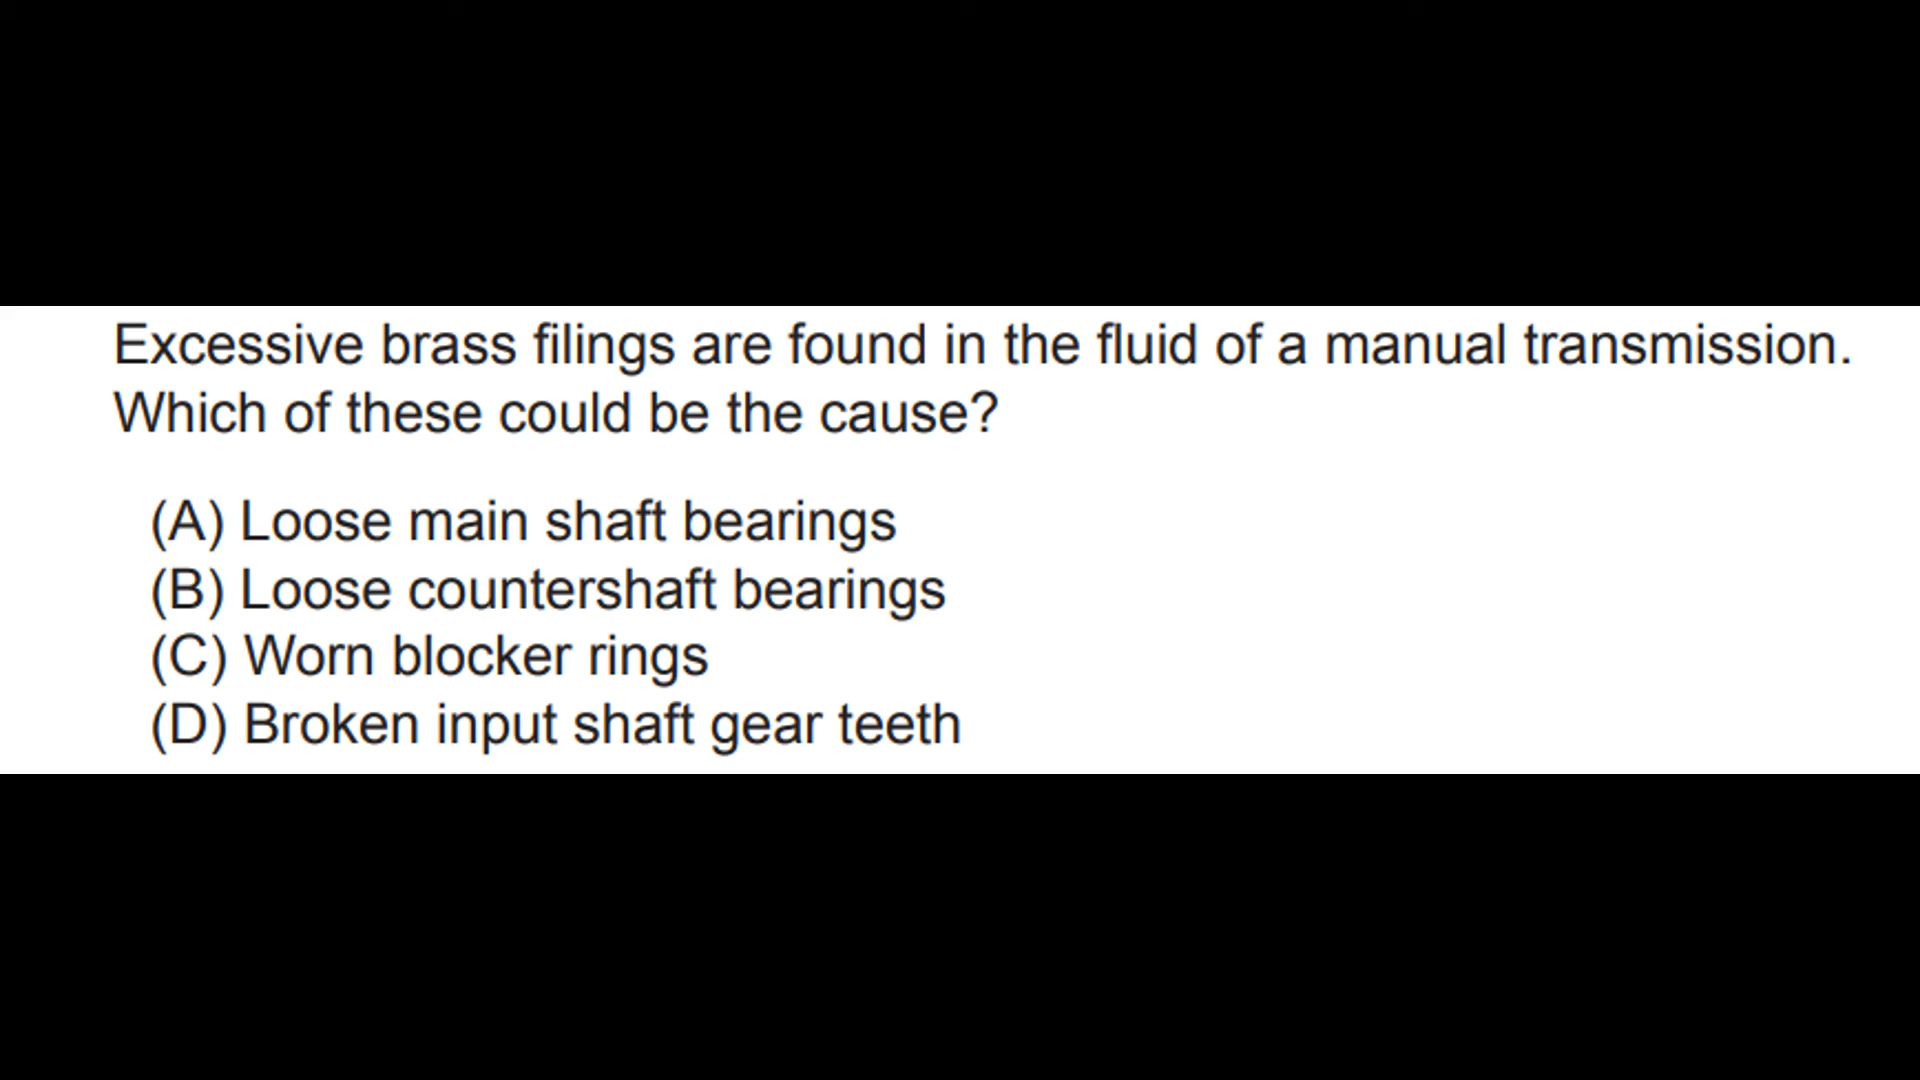 Excessive brass filings are found in the fluid of a manual transmission.
Which of these could be the cause?
(A) Loose main shaft bearings
(B) Loose countershaft bearings
(C) Worn blocker rings
(D) Broken input shaft gear teeth